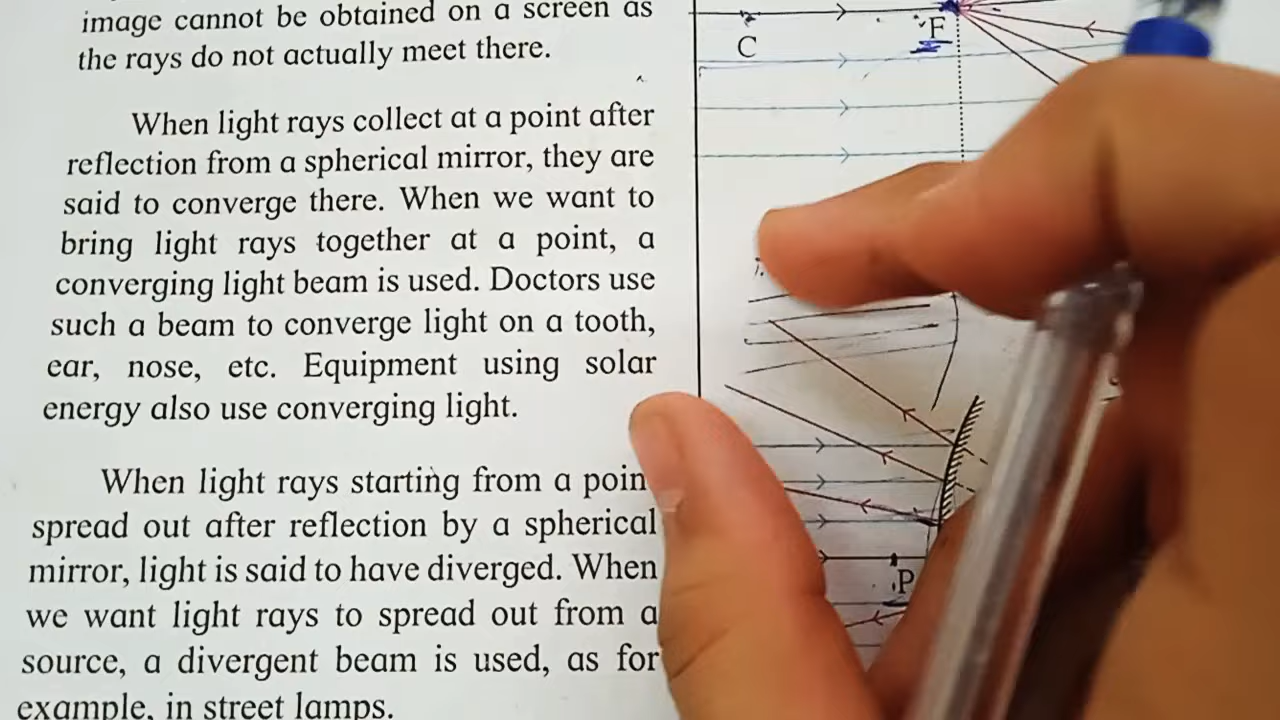 image cannot be obtained on a screen as
the rays do not actually meet there.
When light rays collect at a point after
reflection from a spherical mirror, they are
said to converge there. When we want to
bring light rays together at a point, a
converging light beam is used. Doctors use
such a beam to converge light on a tooth,
ear, nose, etc. Equipment using solar
energy also use converging light.
When light rays starting from a poin
spread out after reflection by a spherical
mirror, light is said to have diverged. When
we want light rays to spread out from a
source, a divergent beam is used, as for
example, in street lamps.
C
F
P